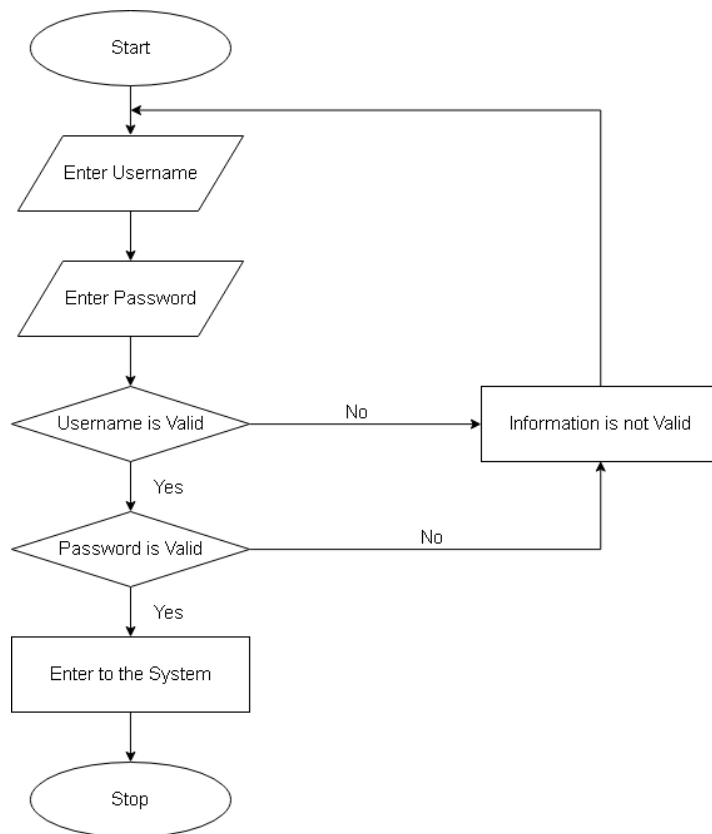 Start
Enter Username
Enter Password
Username is Valid
No
Information is not Valid
Yes
Password is Valid
No
Yes
Enter to the System
Stop